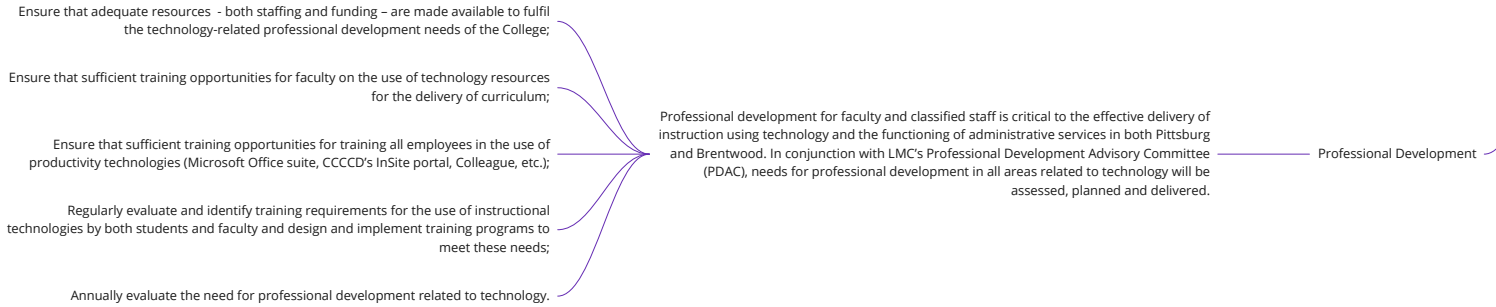 Ensure that adequate resources  - both staffing and funding – are made available to fulfil
the technology-related professional development needs of the College;
Ensure that sufficient training opportunities for faculty on the use of technology resources
for the delivery of curriculum;
Ensure that sufficient training opportunities for training all employees in the use of
productivity technologies (Microsoft Office suite, CCCCD’s InSite portal, Colleague, etc.);
Regularly evaluate and identify training requirements for the use of instructional
technologies by both students and faculty and design and implement training programs to
meet these needs;
Annually evaluate the need for professional development related to technology.
Professional development for faculty and classified staff is critical to the effective delivery of
instruction using technology and the functioning of administrative services in both Pittsburg
and Brentwood. In conjunction with LMC’s Professional Development Advisory Committee
(PDAC), needs for professional development in all areas related to technology will be
assessed, planned and delivered.
Professional Development